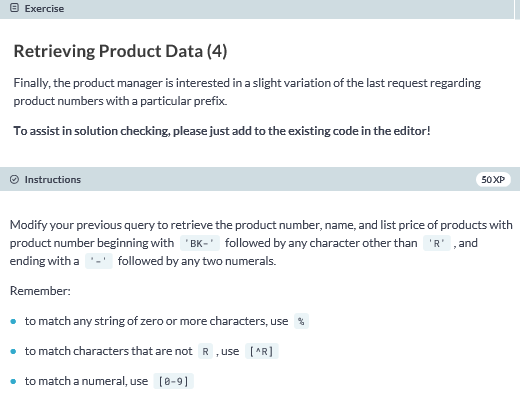 Exercise
Retrieving Product Data (4)
Finally, the product manager is interested in a slight variation of the last request regarding
product numbers with a particular prefix.
To assist in solution checking, please just add to the existing code in the editor!
Instructions
50 XP
Modify your previous query to retrieve the product number, name, and list price of products with
product number beginning with 'BK-' followed by any character other than 'R' , and
ending with a '-' followed by any two numerals.
Remember:
to match any string of zero or more characters, use %
to match characters that are not R , use [^R]
to match a numeral, use [0-9]